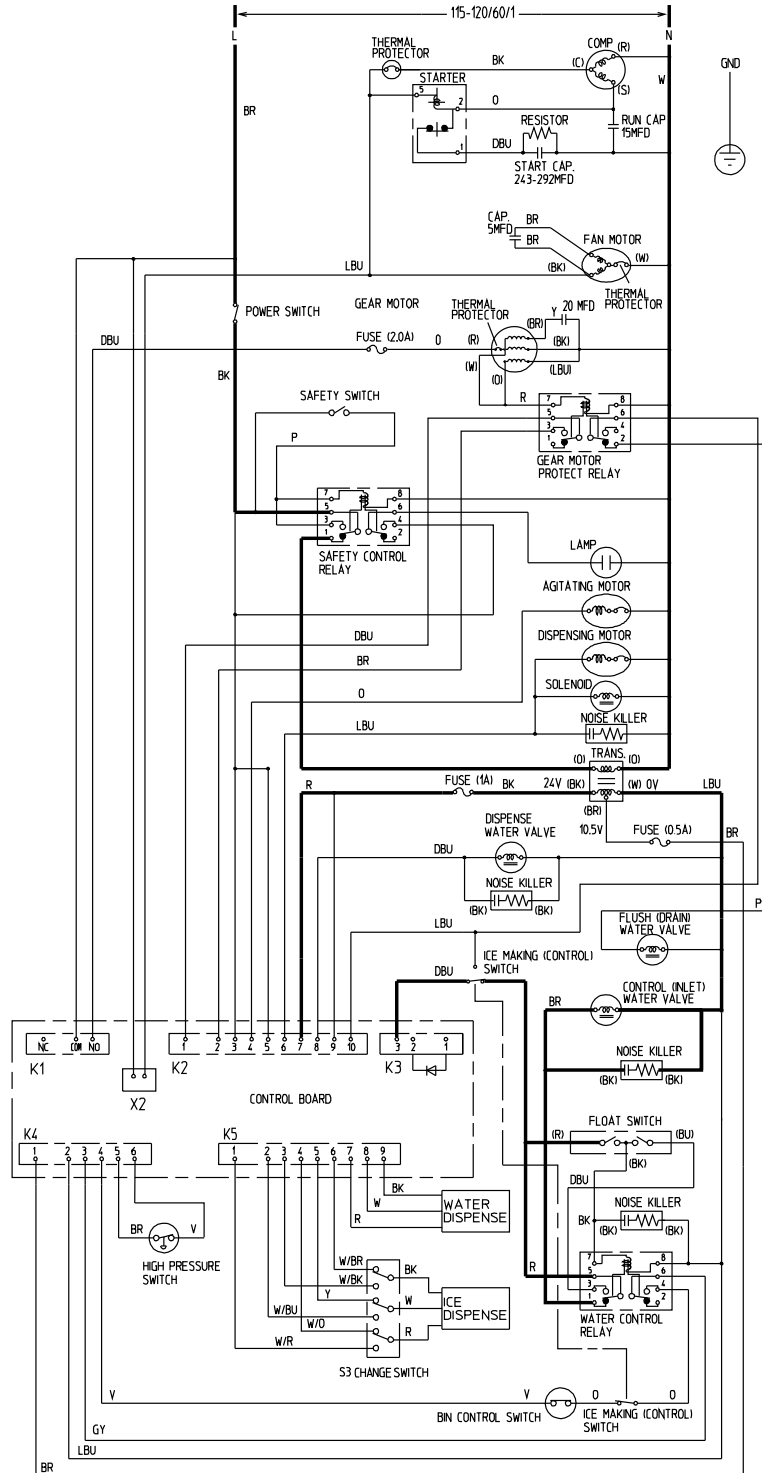 115-120/60/1
L
N
THERMAL
PROTECTOR
BK
COMP
(R)
(C)
(S)
W
GND
STARTER
5
2
1
O
BR
RESISTOR
RUN CAP
15MFD
DBU
START CAP.
243-292MFD
CAP.
5MFD
BR
BR
FAN MOTOR
(W)
(BK)
LBU
THERMAL
PROTECTOR
POWER SWITCH
GEAR MOTOR
THERMAL
PROTECTOR
Y
20 MFD
(BR)
DBU
FUSE (2.0A)
O
(R)
(BK)
(W)
(O)
(LBU)
BK
SAFETY SWITCH
R
7
8
5
6
3
4
1
2
P
GEAR MOTOR
PROTECT RELAY
7
8
5
6
3
4
1
2
SAFETY CONTROL
RELAY
LAMP
AGITATING MOTOR
DBU
DISPENSING MOTOR
BR
SOLENOID
O
NOISE KILLER
LBU
TRANS.
(O)
(O)
R
FUSE (1A)
BK
24V
(BK)
(W)
0V
LBU
(BR)
10.5V
FUSE (0.5A)
BR
DISPENSE
WATER VALVE
DBU
NOISE KILLER
(BK)
(BK)
P
LBU
FLUSH (DRAIN)
WATER VALVE
ICE MAKING (CONTROL)
SWITCH
DBU
CONTROL (INLET)
WATER VALVE
BR
NC
COM
NO
K1
1
2
3
4
5
6
7
8
9
10
K2
3
2
1
K3
NOISE KILLER
(BK)
(BK)
X2
CONTROL BOARD
FLOAT SWITCH
(R)
(BU)
(BK)
K4
1
2
3
4
5
6
K5
1
2
3
4
5
6
7
8
9
DBU
BK
W
R
WATER
DISPENSE
NOISE KILLER
BK
(BK)
(BK)
BR
V
HIGH PRESSURE
SWITCH
W/BR
W/BK
Y
W/BU
W/O
W/R
BK
W
R
ICE
DISPENSE
R
7
8
5
6
3
4
1
2
WATER CONTROL
RELAY
S3 CHANGE SWITCH
V
V
O
O
BIN CONTROL SWITCH
ICE MAKING (CONTROL)
SWITCH
GY
LBU
BR